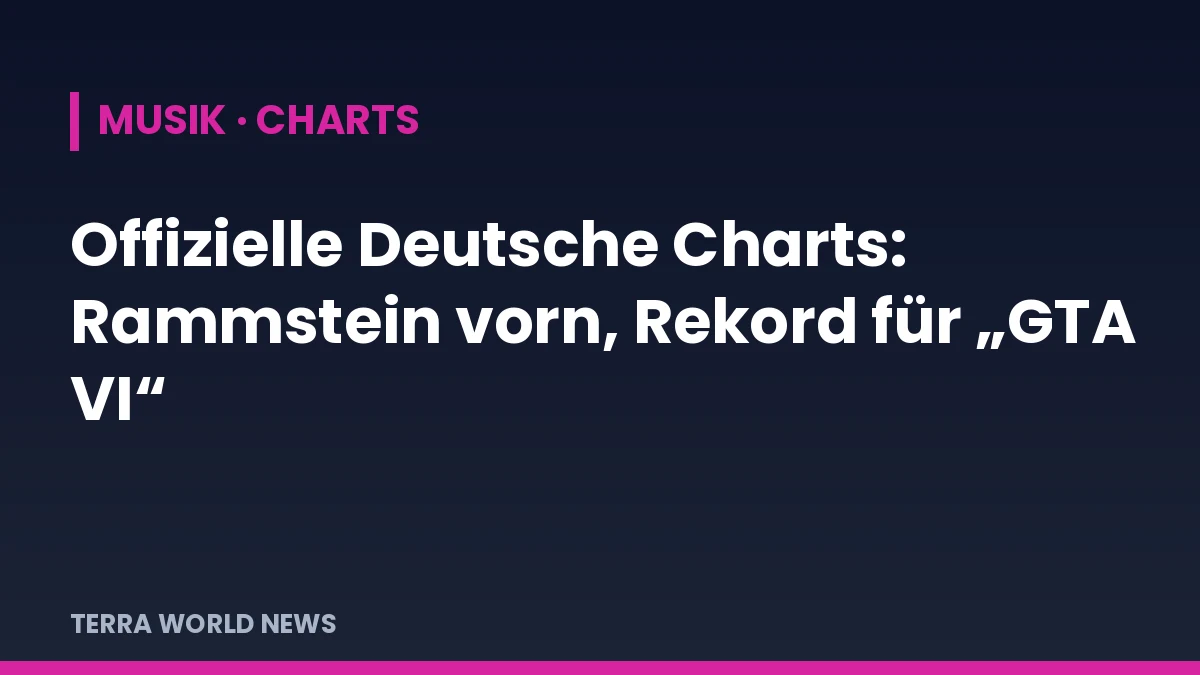 MUSIK · CHARTS
Offizielle Deutsche Charts:
Rammstein vorn, Rekord für „GTA
VI“
TERRA WORLD NEWS